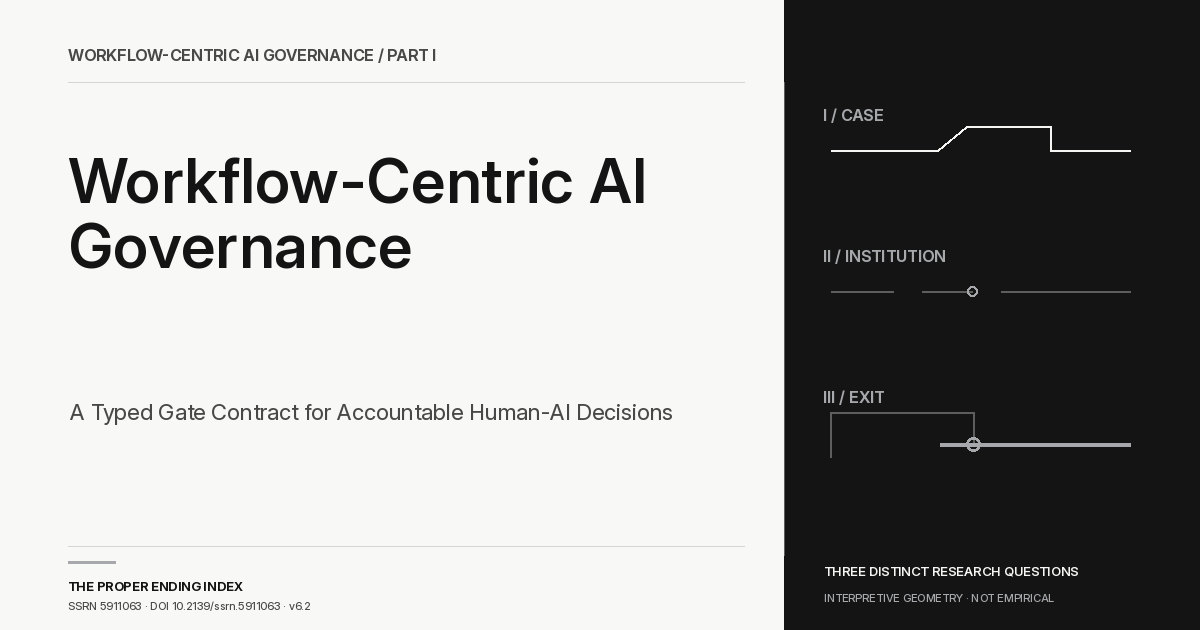 WORKFLOW-CENTRIC AI GOVERNANCE / PART I
Workflow-Centric AI
Governance
A Typed Gate Contract for Accountable Human-AI Decisions
THE PROPER ENDING INDEX
SSRN 5911063 · DOI 10.2139/ssrn.5911063 · v6.2
I / CASE
II / INSTITUTION
III / EXIT
THREE DISTINCT RESEARCH QUESTIONS
INTERPRETIVE GEOMETRY · NOT EMPIRICAL